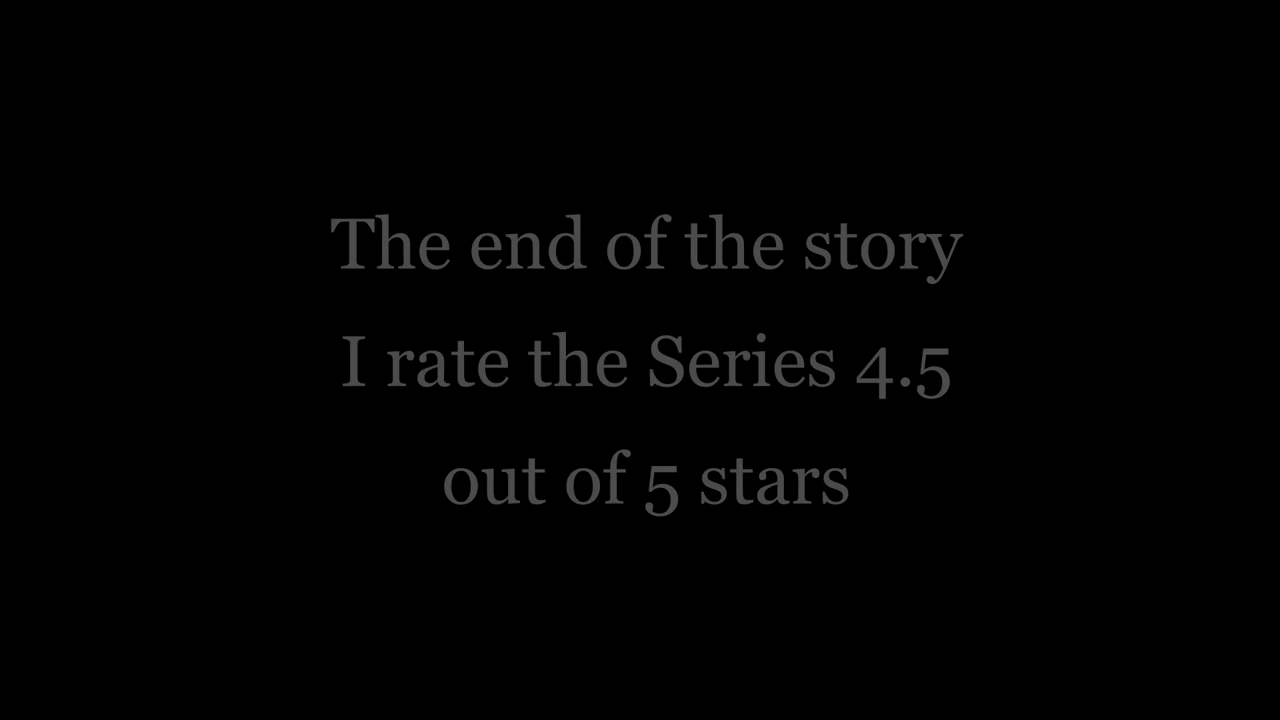 The end of the story
I rate the Series 4.5
out of 5 stars